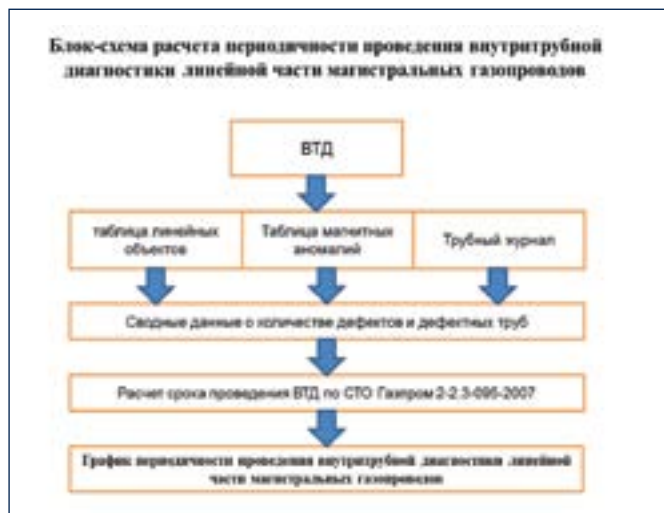 Блок-схема расчета периодичности проведения внутритрубной
диагностики линейной части магистральных газопроводов
ВТД
таблица линейных
объектов
Таблица магнитных
аномалий
Трубный журнал
Сводные данные о количестве дефектов и дефектных труб
Расчет срока проведения ВТД по СТО Газпром 2-2.3-095-2007
График периодичности проведения внутритрубной диагностики линейной
части магистральных газопроводов